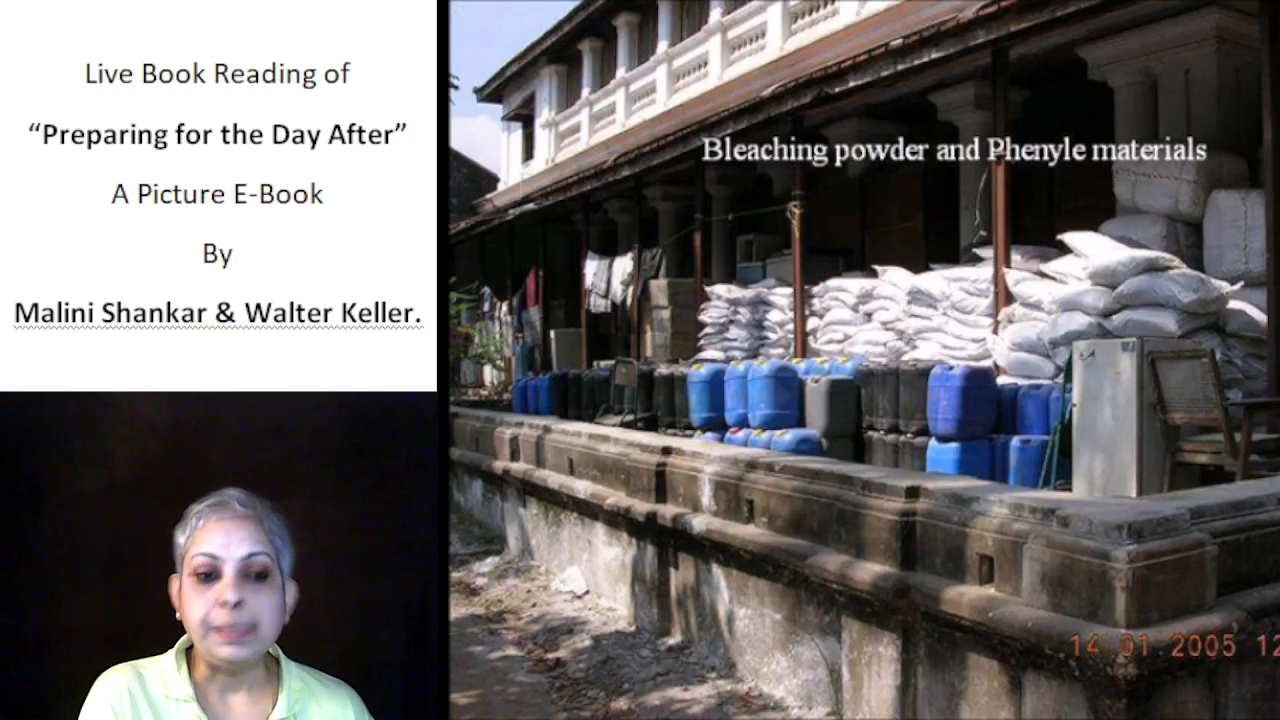 Live Book Reading of
“Preparing for the Day After”
A Picture E-Book
By
Malini Shankar & Walter Keller.
Bleaching powder and Phenyle materials
14 01 2005 12